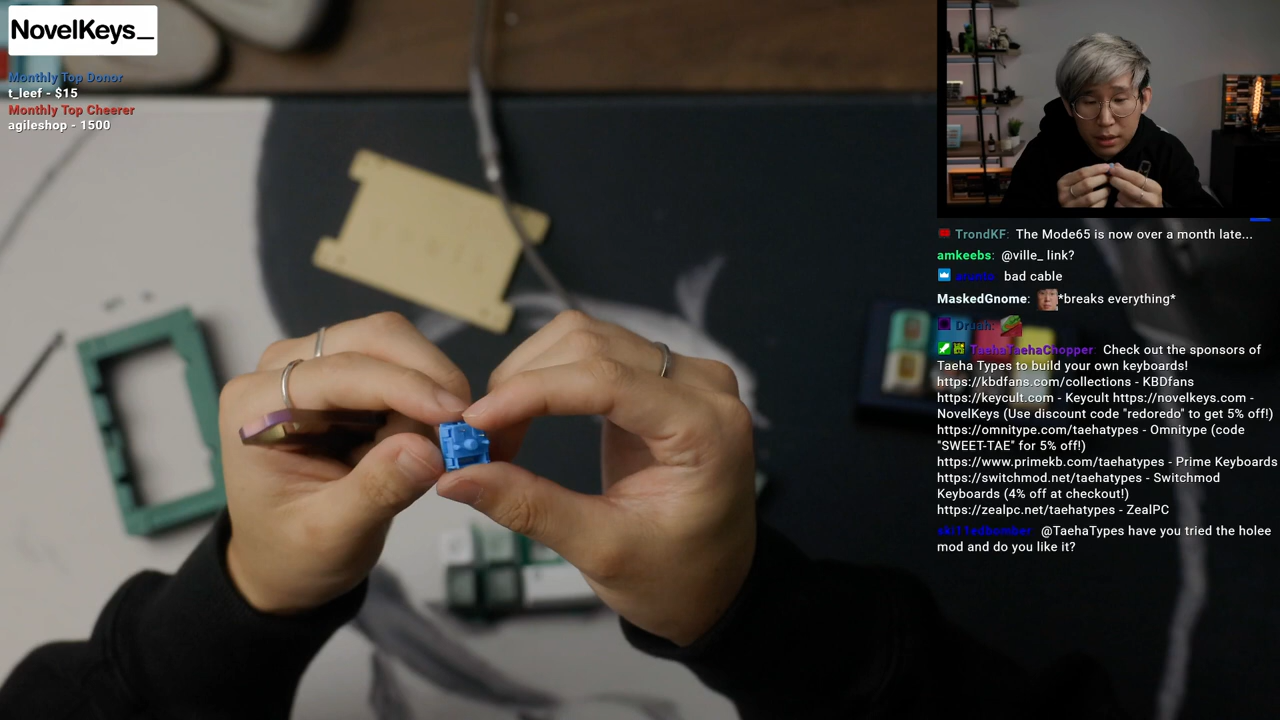 NovelKeys_
Monthly Top Donor
t_leef - $15
Monthly Top Cheerer
agileshop - 1500
TrondKF: The Mode65 is now over a month late...
amkeebs: @ville_ link?
bad cable
MaskedGnome: *breaks everything*
Drush:
TaehaTaehaChopper: Check out the sponsors of
Taeha Types to build your own keyboards!
https://kbdfans.com/collections - KBDfans
https://keycult.com - Keycult https://novelkeys.com -
NovelKeys (Use discount code "redoredo" to get 5% off!)
https://omnitype.com/taehatypes - Omnitype (code
"SWEET-TAE" for 5% off!)
https://www.primekb.com/taehatypes - Prime Keyboards
https://switchmod.net/taehatypes - Switchmod
Keyboards (4% off at checkout!)
https://zealpc.net/taehatypes - ZealPC
ski11edbomber: @TaehaTypes have you tried the holee
mod and do you like it?